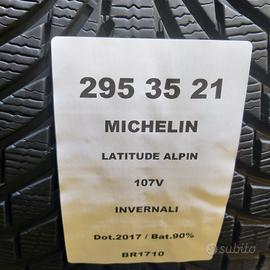 295 35 21
MICHELIN
LATITUDE ALPIN
107V
INVERNALI
Dot.2017 / Bat.90%
BR1710
subito